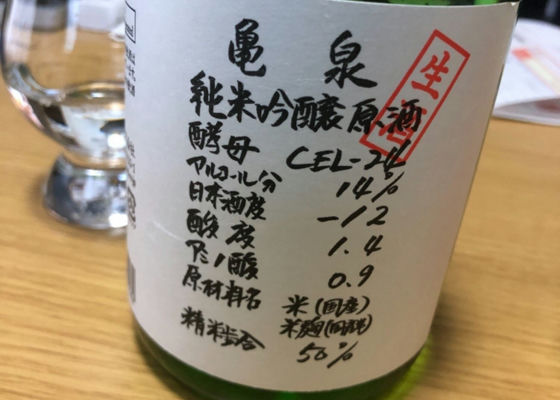 亀泉
生酒
純米吟醸原酒
酵母 CEL-24
アルコール分 14%
日本酒度 -12
酸度 1.4
アミノ酸 0.9
原材料名 米(国産)
米麹(国産)
精米歩合 50%